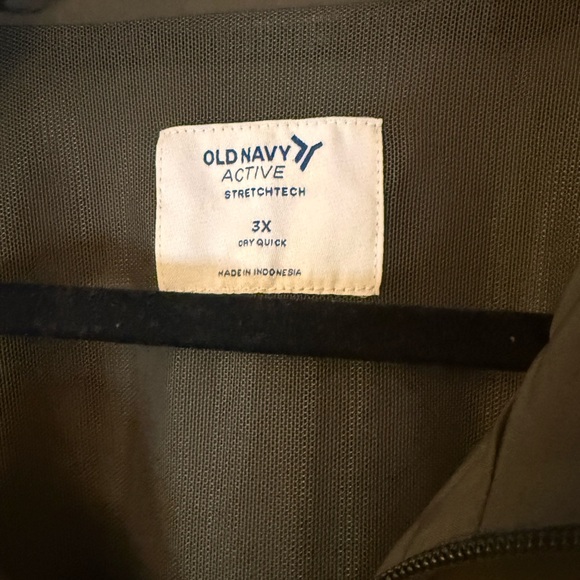 OLD NAVY
ACTIVE
STRETCHTECH
3X
DRY QUICK
MADE IN INDONESIA